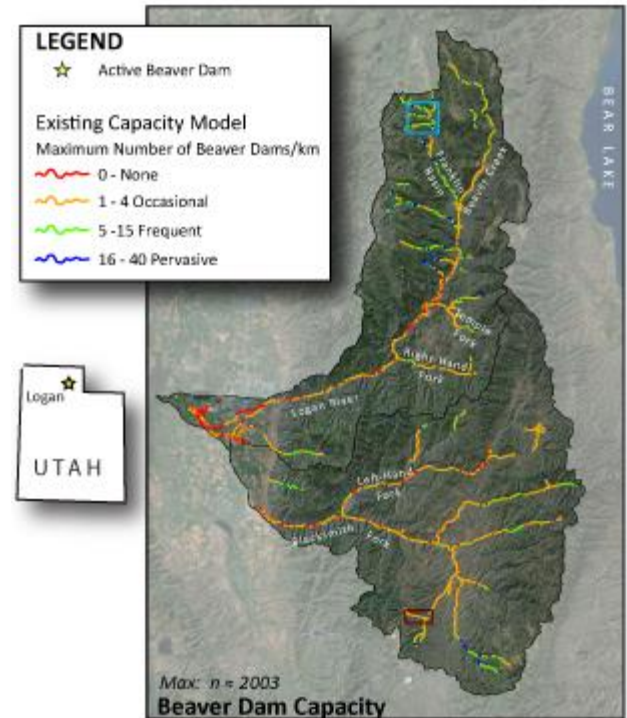 LEGEND
Active Beaver Dam
Existing Capacity Model
Maximum Number of Beaver Dams/km
0 - None
1 - 4 Occasional
5 -15 Frequent
16 - 40 Pervasive
BEAR LAKE
Franklin
Basin
Beaver Creek
Temple
Fork
Right Hand
Fork
Logan River
Logan
UTAH
Left-Hand
Fork
Blacksmith Fork
Max: n = 2003
Beaver Dam Capacity